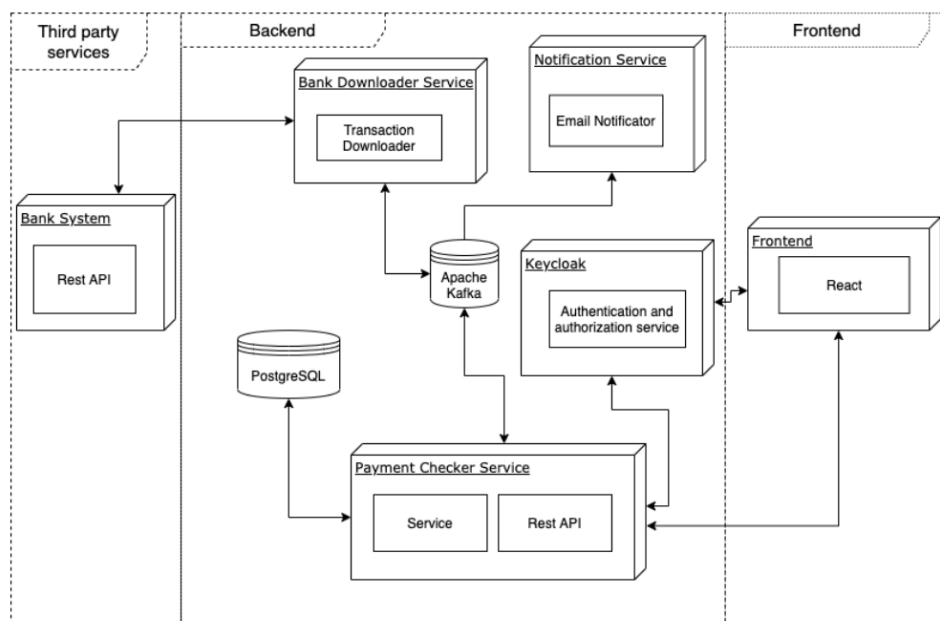 Third party
services
Backend
Frontend
Bank Downloader Service
Transaction
Downloader
Notification Service
Email Notificator
Bank System
Rest API
Apache
Kafka
Keycloak
Authentication and
authorization service
Frontend
React
PostgreSQL
Payment Checker Service
Service
Rest API